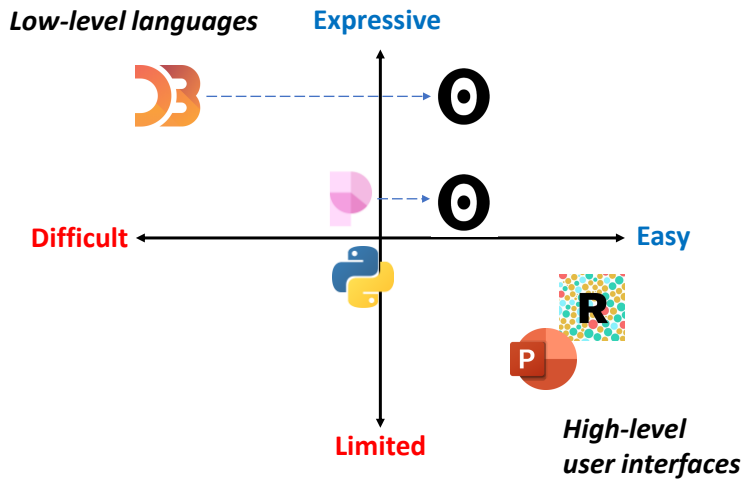 Low-level languages
Expressive
Difficult
Easy
R
P
Limited
High-level
user interfaces